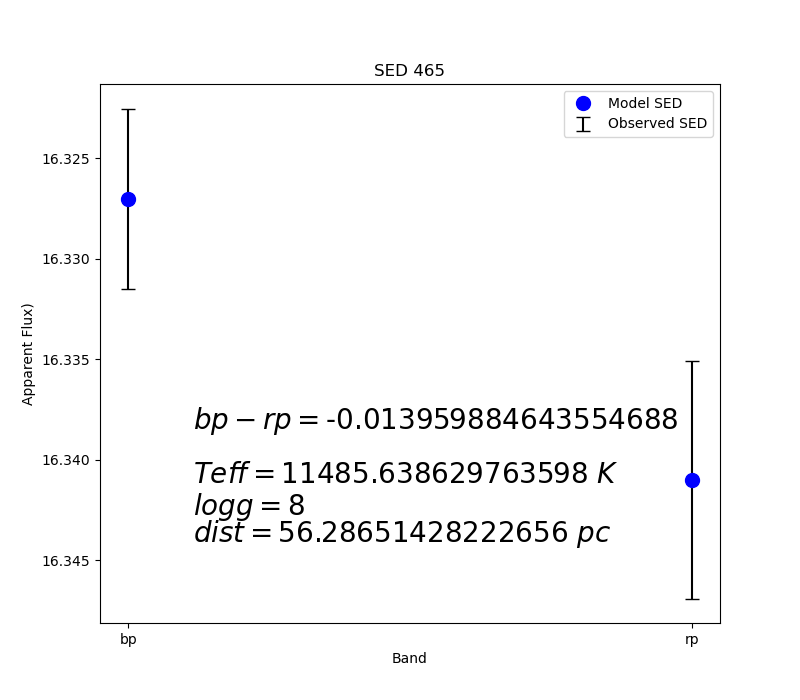 SED 465
Model SED
Observed SED
16.325
16.330
16.335
16.340
16.345
Apparent Flux)
bp − rp = -0.013959884643554688
Teff = 11485.638629763598 K
logg = 8
dist = 56.28651428222656 pc
bp
rp
Band